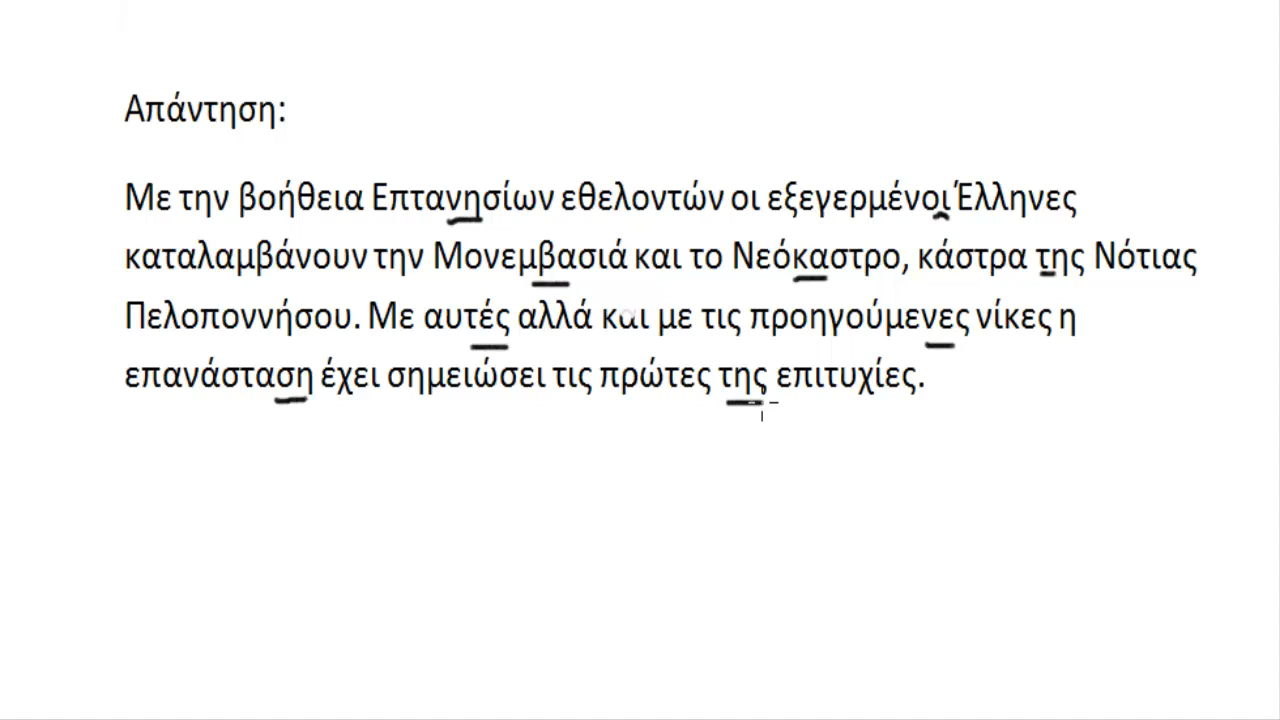 Απάντηση:
Με την βοήθεια Επτανησίων εθελοντών οι εξεγερμένοι Έλληνες
καταλαμβάνουν την Μονεμβασιά και το Νεόκαστρο, κάστρα της Νότιας
Πελοποννήσου. Με αυτές αλλά και με τις προηγούμενες νίκες η
επανάσταση έχει σημειώσει τις πρώτες της επιτυχίες.